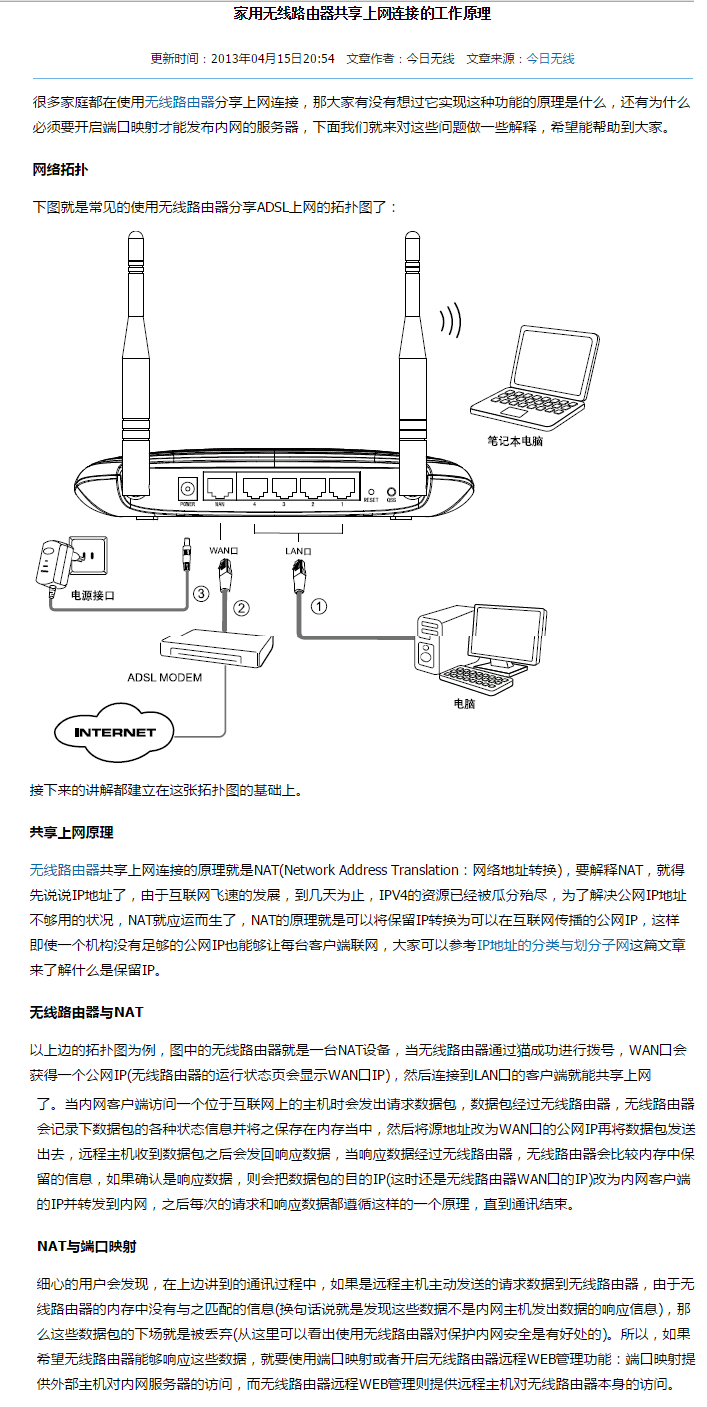 家用无线路由器共享上网连接的工作原理
更新时间：2013年04月15日20:54 文章作者：今日无线 文章来源：今日无线
很多家庭都在使用无线路由器分享上网连接，那大家有没有想过它实现这种功能的原理是什么，还有为什么
必须要开启端口映射才能发布内网的服务器，下面我们就来对这些问题做一些解释，希望能帮助到大家。
网络拓扑
下图就是常见的使用无线路由器分享ADSL上网的拓扑图了：
笔记本电脑
POWER WAN 4 3 2 1 RESET QSS
WAN口 LAN口
电源接口 ③ ② ①
ADSL MODEM
电脑
INTERNET
接下来的讲解都建立在这张拓扑图的基础上。
共享上网原理
无线路由器共享上网连接的原理就是NAT(Network Address Translation：网络地址转换)，要解释NAT，就得
先说说IP地址了，由于互联网飞速的发展，到几天为止，IPV4的资源已经被瓜分殆尽，为了解决公网IP地址
不够用的状况，NAT就应运而生了，NAT的原理就是可以将保留IP转换为可以在互联网传播的公网IP，这样
即使一个机构没有足够的公网IP也能够让每台客户端联网，大家可以参考IP地址的分类与划分子网这篇文章
来了解什么是保留IP。
无线路由器与NAT
以上边的拓扑图为例，图中的无线路由器就是一台NAT设备，当无线路由器通过猫成功进行拨号，WAN口会
获得一个公网IP(无线路由器的运行状态页会显示WAN口IP)，然后连接到LAN口的客户端就能共享上网
了。当内网客户端访问一个位于互联网上的主机时会发出请求数据包，数据包经过无线路由器，无线路由器
会记录下数据包的各种状态信息并将之保存在内存当中，然后将源地址改为WAN口的公网IP再将数据包发送
出去，远程主机收到数据包之后会发回响应数据，当响应数据经过无线路由器，无线路由器会比较内存中保
留的信息，如果确认是响应数据，则会把数据包的目的IP(这时还是无线路由器WAN口的IP)改为内网客户端
的IP并转发到内网，之后每次的请求和响应数据都遵循这样的一个原理，直到通讯结束。
NAT与端口映射
细心的用户会发现，在上边讲到的通讯过程中，如果是远程主机主动发送的请求数据到无线路由器，由于无
线路由器的内存中没有与之匹配的信息(换句话说就是发现这些数据不是内网主机发出数据的响应信息)，那
么这些数据包的下场就是被丢弃(从这里可以看出使用无线路由器对保护内网安全是有好处的)。所以，如果
希望无线路由器能够响应这些数据，就要使用端口映射或者开启无线路由器远程WEB管理功能：端口映射提
供外部主机对内网服务器的访问，而无线路由器远程WEB管理则提供远程主机对无线路由器本身的访问。